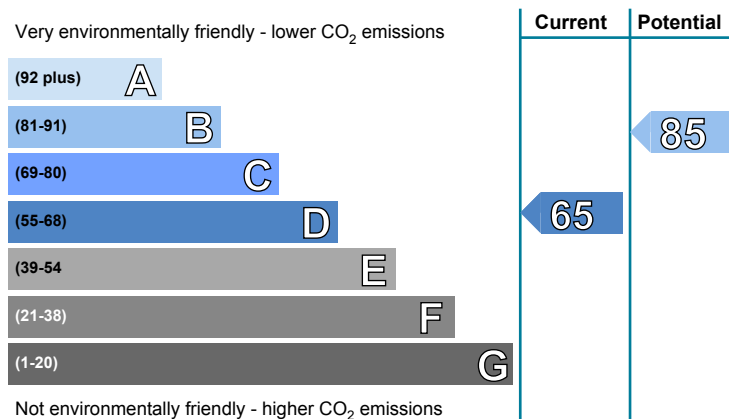 Current Potential
Very environmentally friendly - lower CO2 emissions
(92 plus) A
(81-91) B
85
(69-80) C
(55-68) D
65
(39-54 E
(21-38) F
(1-20) G
Not environmentally friendly - higher CO2 emissions